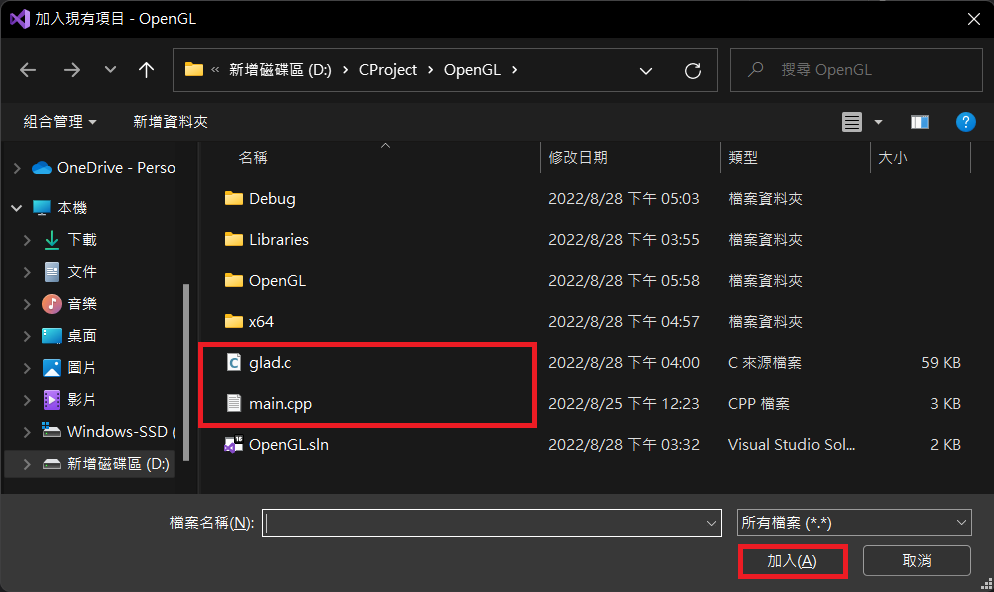 加入現有項目 - OpenGL
« 新增磁碟區 (D:) › CProject › OpenGL ›
搜尋 OpenGL
組合管理 新增資料夾
名稱 修改日期 類型 大小
OneDrive - Perso
本機
下載
文件
音樂
桌面
圖片
影片
Windows-SSD (
新增磁碟區 (D:)
Debug 2022/8/28 下午 05:03 檔案資料夾
Libraries 2022/8/28 下午 03:55 檔案資料夾
OpenGL 2022/8/28 下午 05:58 檔案資料夾
x64 2022/8/28 下午 04:57 檔案資料夾
glad.c 2022/8/28 下午 04:00 C 來源檔案 59 KB
main.cpp 2022/8/25 下午 12:23 CPP 檔案 3 KB
OpenGL.sln 2022/8/28 下午 03:32 Visual Studio Sol... 2 KB
檔案名稱(N): 所有檔案 (*.*)
加入(A) 取消